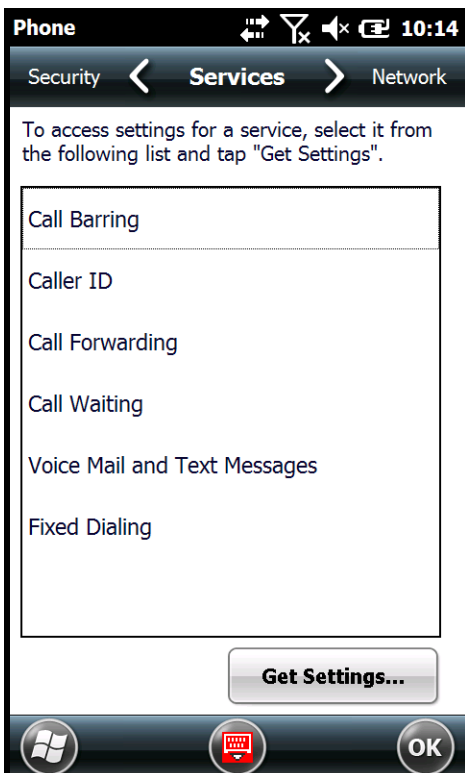 Phone 10:14
Security Services Network
To access settings for a service, select it from
the following list and tap "Get Settings".
Call Barring
Caller ID
Call Forwarding
Call Waiting
Voice Mail and Text Messages
Fixed Dialing
Get Settings...
OK